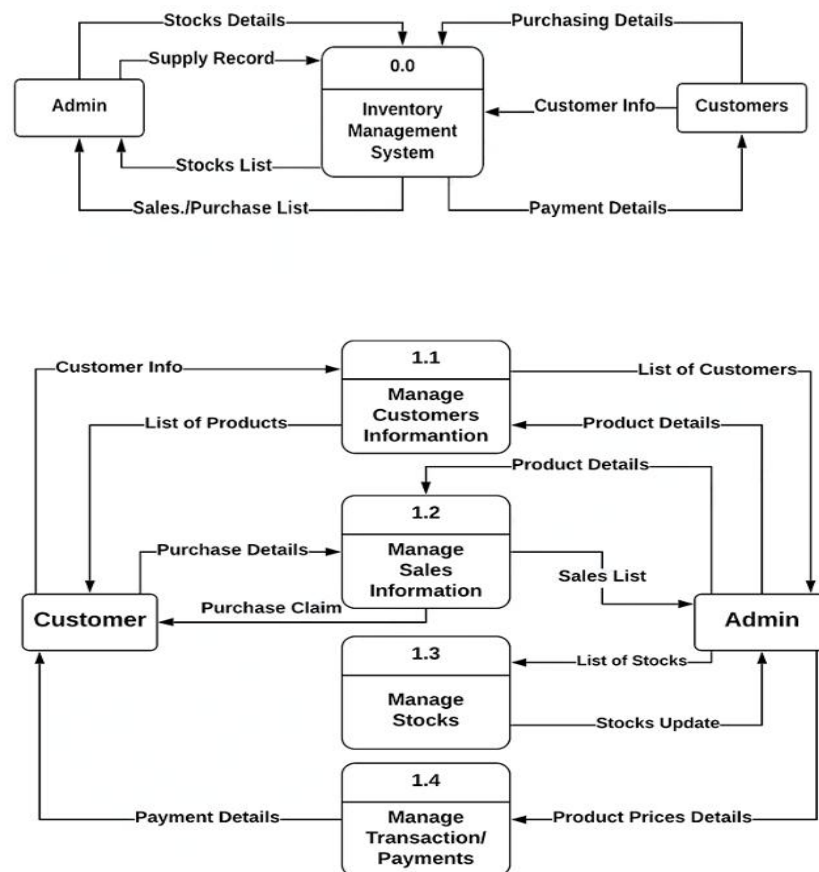 Stocks Details
Purchasing Details
Supply Record
0.0
Admin
Inventory
Management
System
Customer Info
Customers
Stocks List
Sales./Purchase List
Payment Details
1.1
Customer Info
List of Customers
Manage
Customers
Informantion
List of Products
Product Details
Product Details
1.2
Purchase Details
Manage
Sales
Information
Sales List
Purchase Claim
Customer
Admin
1.3
List of Stocks
Manage
Stocks
Stocks Update
1.4
Payment Details
Manage
Transaction/
Payments
Product Prices Details